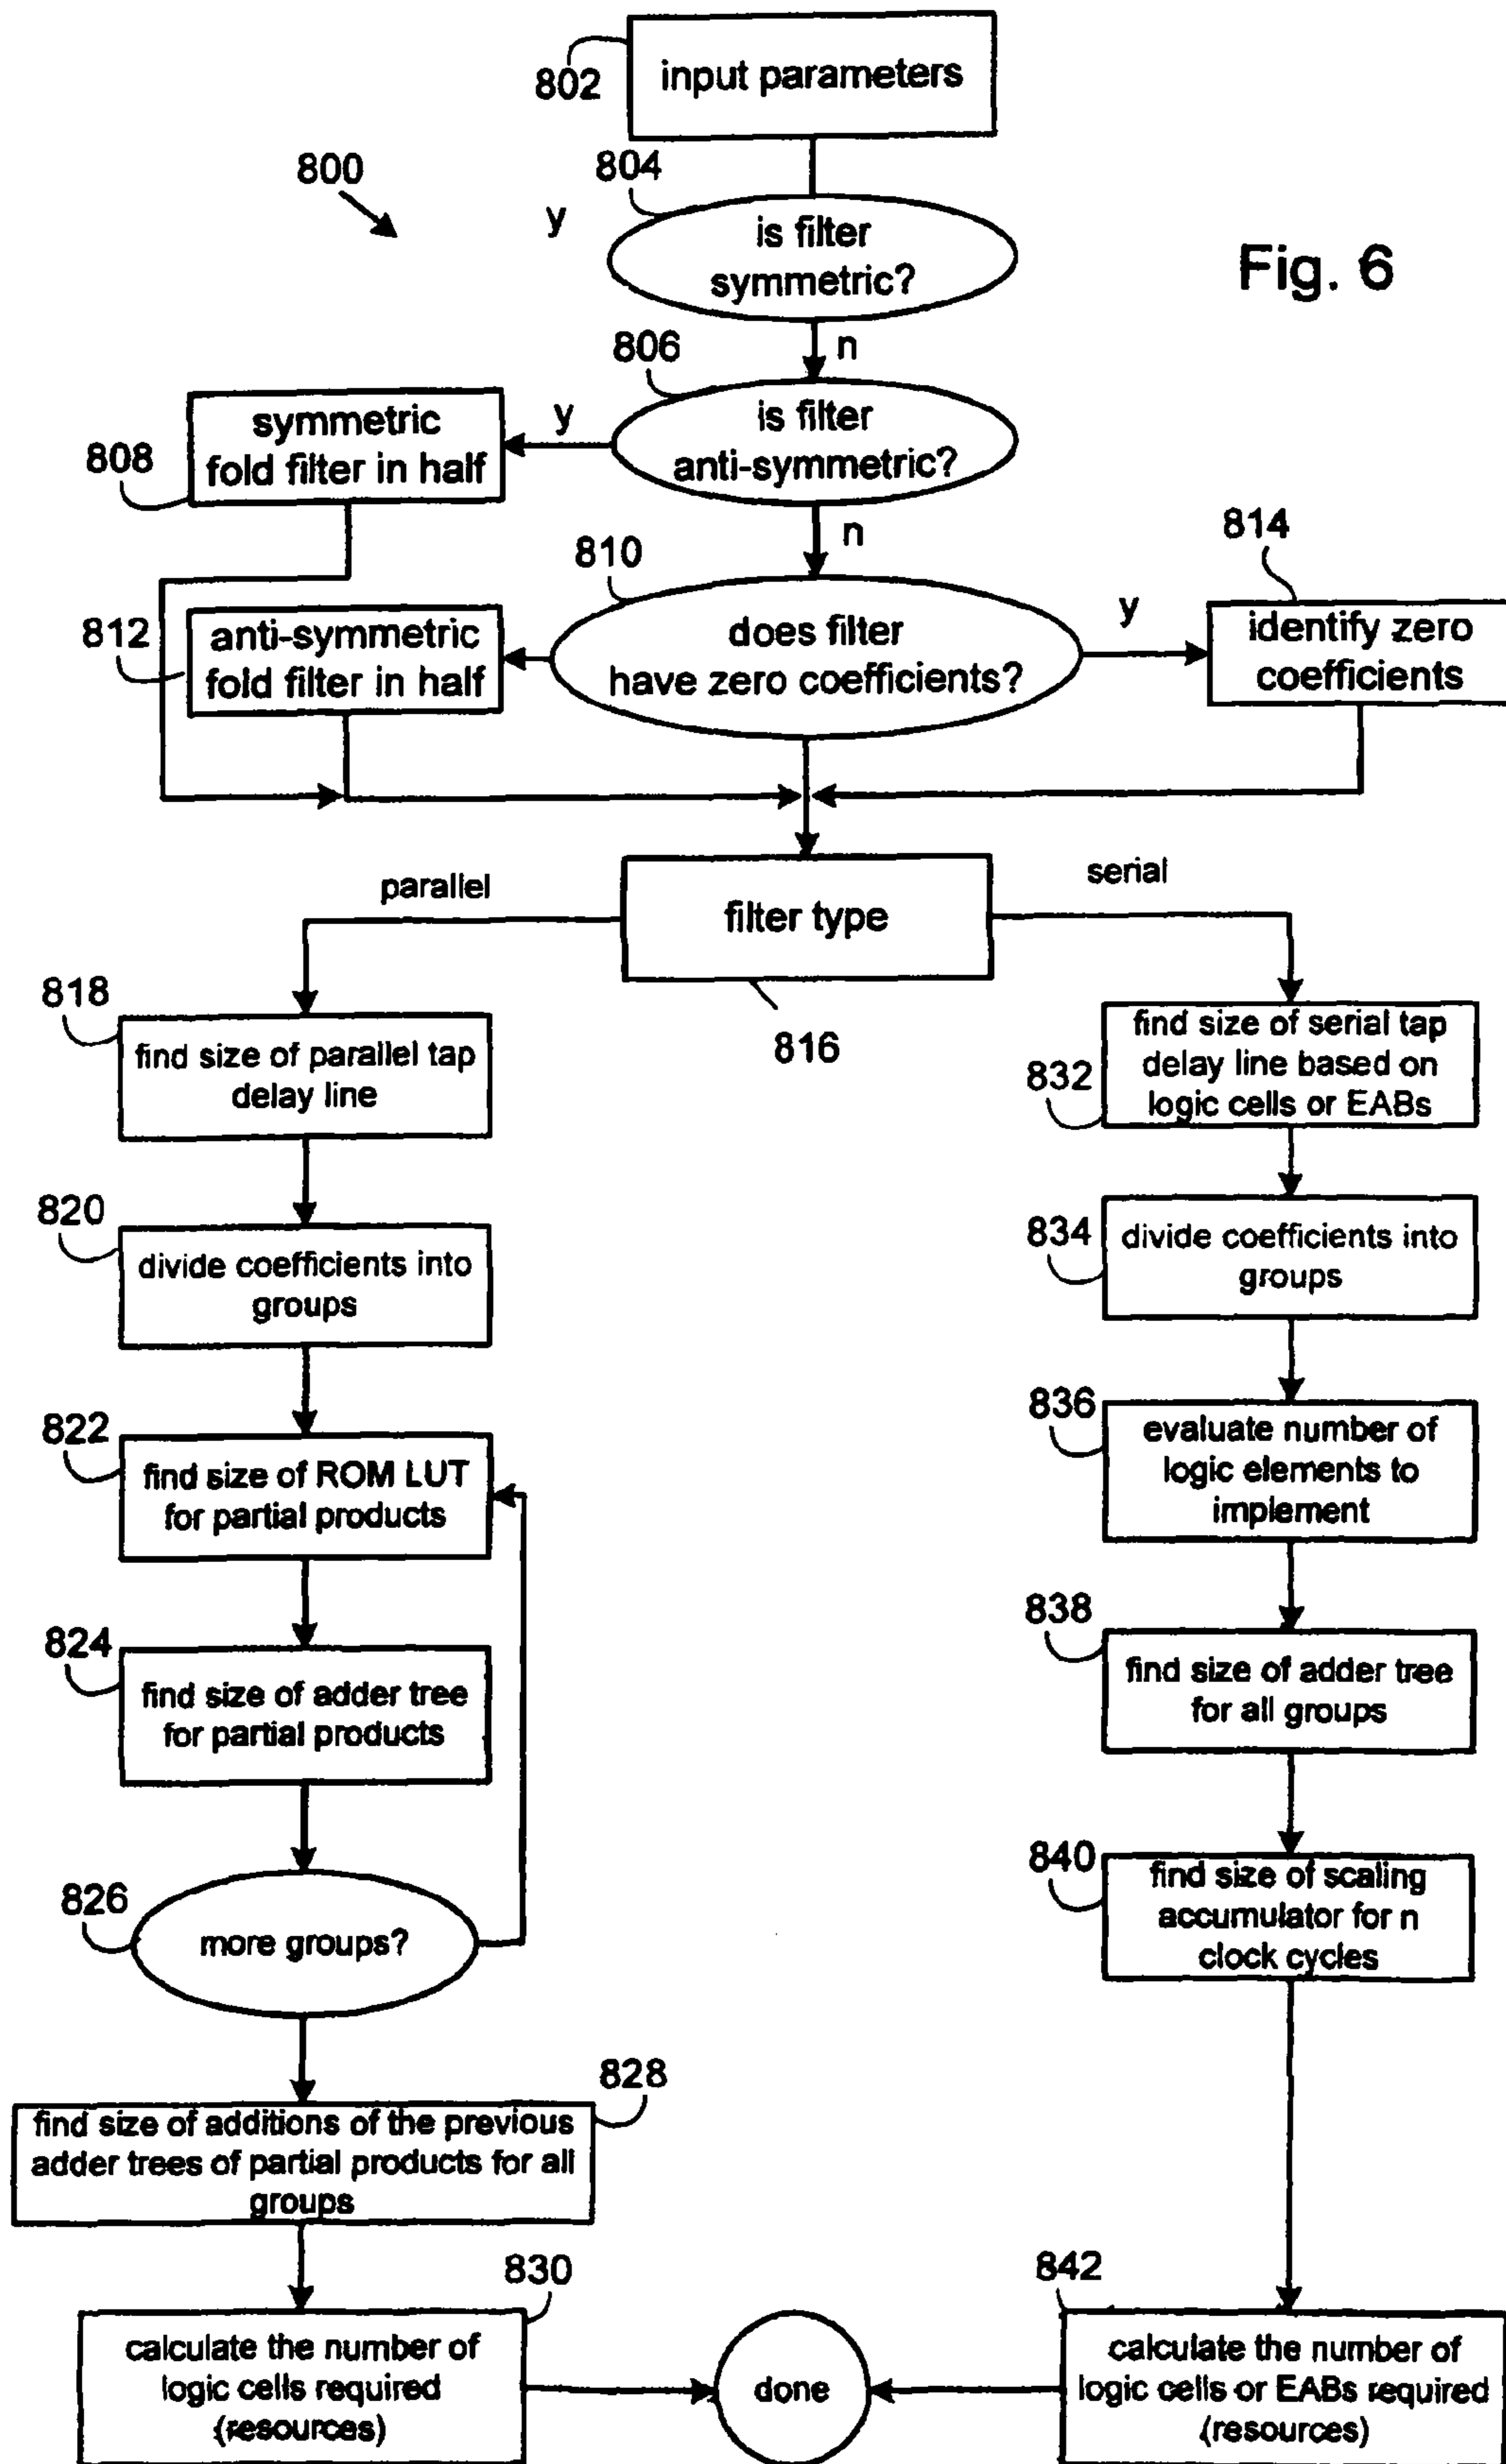 802
input parameters
800
804
y
is filter
symmetric?
Fig. 6
n
806
is filter
anti-symmetric?
y
808
symmetric
fold filter in half
n
810
does filter
have zero coefficients?
812
anti-symmetric
fold filter in half
y
814
identify zero
coefficients
parallel
filter type
serial
816
818
find size of parallel tap
delay line
820
divide coefficients into
groups
822
find size of ROM LUT
for partial products
824
find size of adder tree
for partial products
826
more groups?
828
find size of additions of the previous
adder trees of partial products for all
groups
830
calculate the number of
logic cells required
(resources)
832
find size of serial tap
delay line based on
logic cells or EABs
834
divide coefficients into
groups
836
evaluate number of
logic elements to
implement
838
find size of adder tree
for all groups
840
find size of scaling
accumulator for n
clock cycles
842
calculate the number of
logic cells or EABs required
(resources)
done